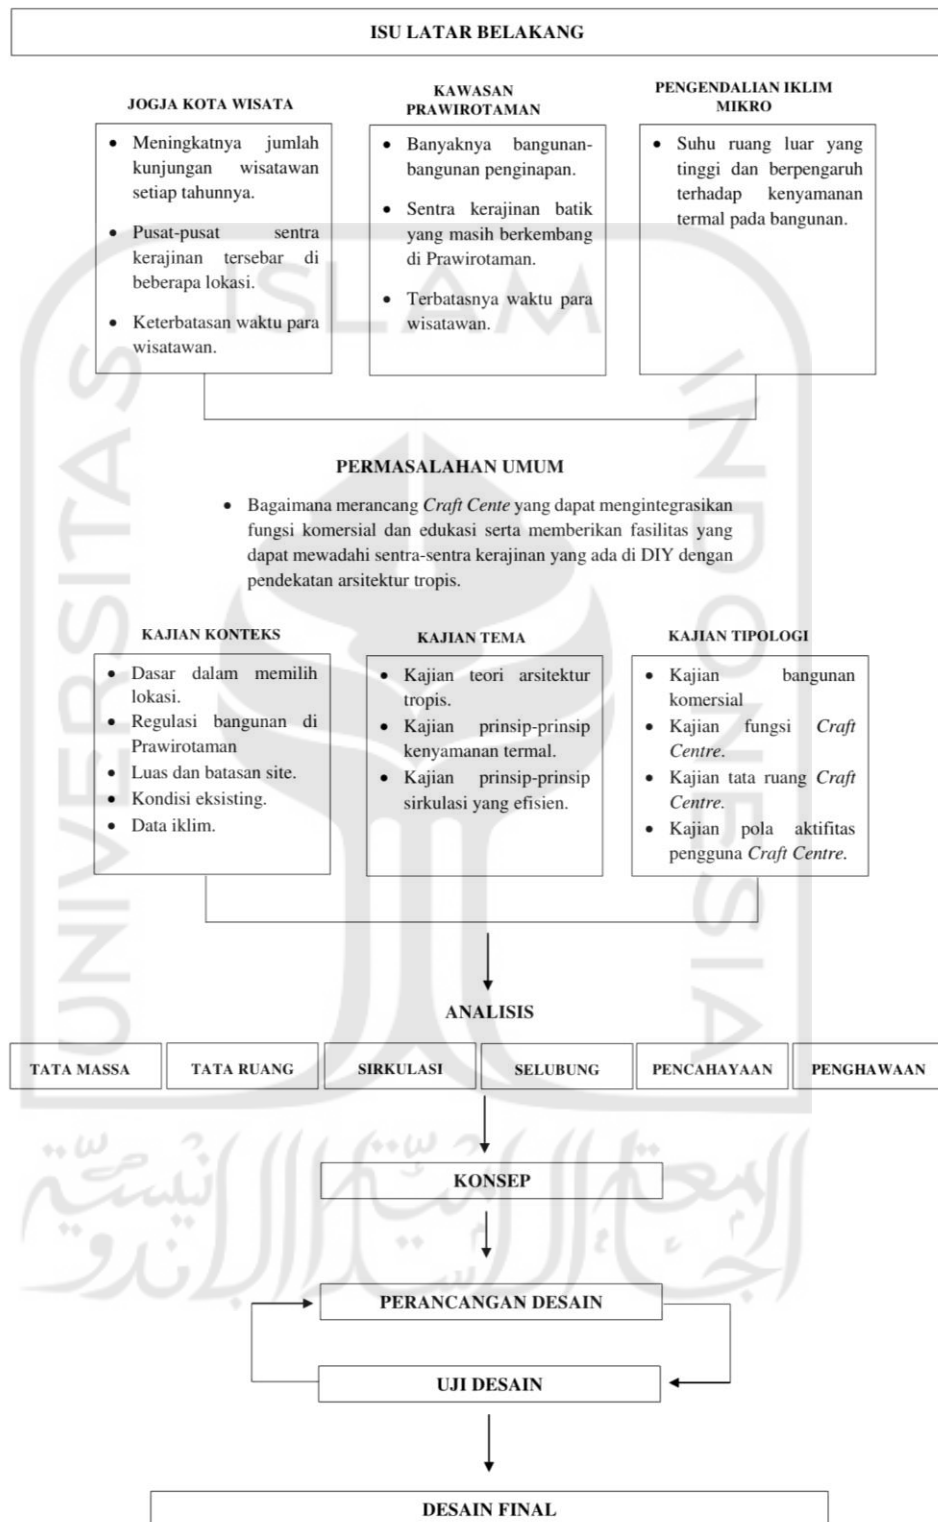 ISU LATAR BELAKANG
JOGJA KOTA WISATA
• Meningkatnya jumlah
kunjungan wisatawan
setiap tahunnya.
• Pusat-pusat sentra
kerajinan tersebar di
beberapa lokasi.
• Keterbatasan waktu para
wisatawan.
KAWASAN
PRAWIROTAMAN
• Banyaknya bangunan-
bangunan penginapan.
• Sentra kerajinan batik
yang masih berkembang
di Prawirotaman.
• Terbatasnya waktu para
wisatawan.
PENGENDALIAN IKLIM
MIKRO
• Suhu ruang luar yang
tinggi dan berpengaruh
terhadap kenyamanan
termal pada bangunan.
PERMASALAHAN UMUM
• Bagaimana merancang Craft Cente yang dapat mengintegrasikan
fungsi komersial dan edukasi serta memberikan fasilitas yang
dapat mewadahi sentra-sentra kerajinan yang ada di DIY dengan
pendekatan arsitektur tropis.
KAJIAN KONTEKS
• Dasar dalam memilih
lokasi.
• Regulasi bangunan di
Prawirotaman
• Luas dan batasan site.
• Kondisi eksisting.
• Data iklim.
KAJIAN TEMA
• Kajian teori arsitektur
tropis.
• Kajian prinsip-prinsip
kenyamanan termal.
• Kajian prinsip-prinsip
sirkulasi yang efisien.
KAJIAN TIPOLOGI
• Kajian bangunan
komersial
• Kajian fungsi Craft
Centre.
• Kajian tata ruang Craft
Centre.
• Kajian pola aktifitas
pengguna Craft Centre.
ANALISIS
TATA MASSA
TATA RUANG
SIRKULASI
SELUBUNG
PENCAHAYAAN
PENGHAWAAN
KONSEP
PERANCANGAN DESAIN
UJI DESAIN
DESAIN FINAL
UNIVERSITAS
ISLAM
INDONESIA